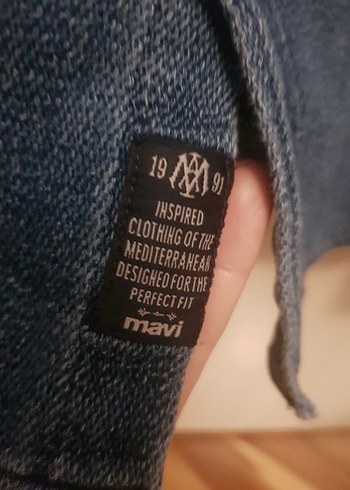 19 M 91
INSPIRED
CLOTHING OF THE
MEDITERRANEAN
DESIGNED FOR THE
PERFECT FIT
mavi